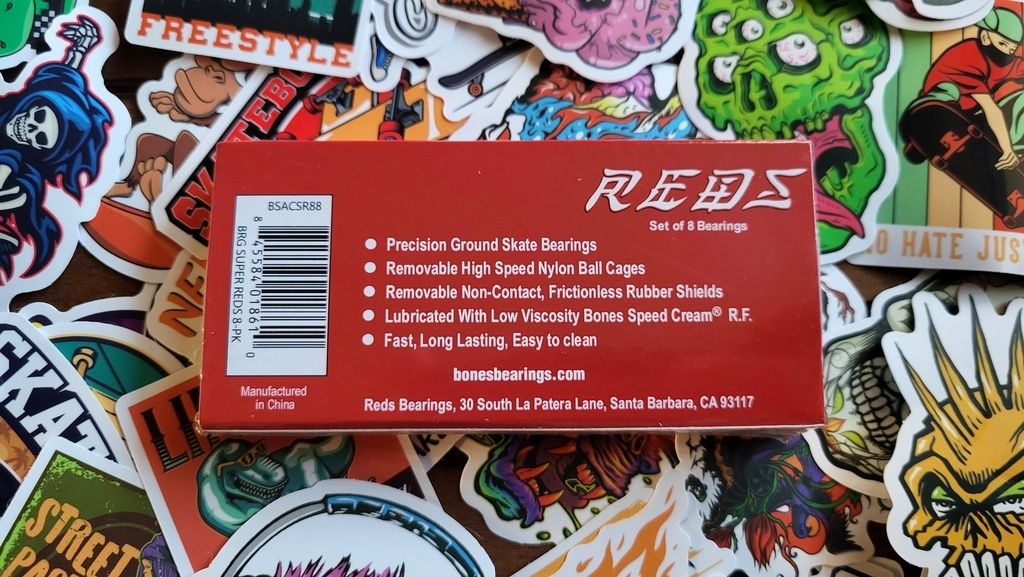 FREESTYLE
REDS
Set of 8 Bearings
BSACSR88
8 45584 01861 0
BRG SUPER REDS 8-PK
Precision Ground Skate Bearings
Removable High Speed Nylon Ball Cages
Removable Non-Contact, Frictionless Rubber Shields
Lubricated With Low Viscosity Bones Speed Cream® R.F.
Fast, Long Lasting, Easy to clean
bonesbearings.com
Manufactured
in China
Reds Bearings, 30 South La Patera Lane, Santa Barbara, CA 93117
HATE JUS
STREET